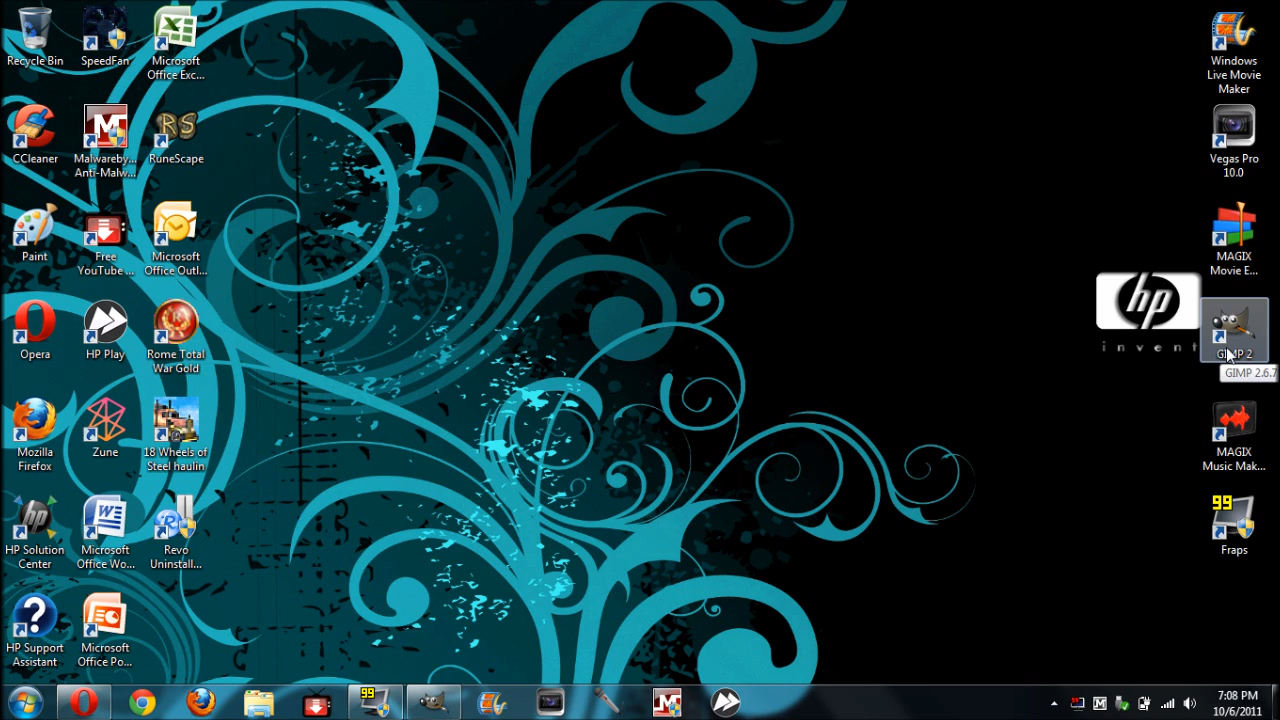 Recycle Bin
SpeedFan
Microsoft
Office Exc...
CCleaner
Malwareby...
Anti-Malw...
RS
RuneScape
Paint
Free
YouTube ...
Microsoft
Office Outl...
Opera
HP Play
Rome Total
War Gold
Mozilla
Firefox
Zune
18 Wheels of
Steel haulin
HP Solution
Center
Microsoft
Office Wo...
Revo
Uninstall...
HP Support
Assistant
Microsoft
Office Po...
Windows
Live Movie
Maker
Vegas Pro
10.0
MAGIX
Movie E...
hp
invent
GIMP 2
GIMP 2.6.7
MAGIX
Music Mak...
99
Fraps
99
7:08 PM
10/6/2011